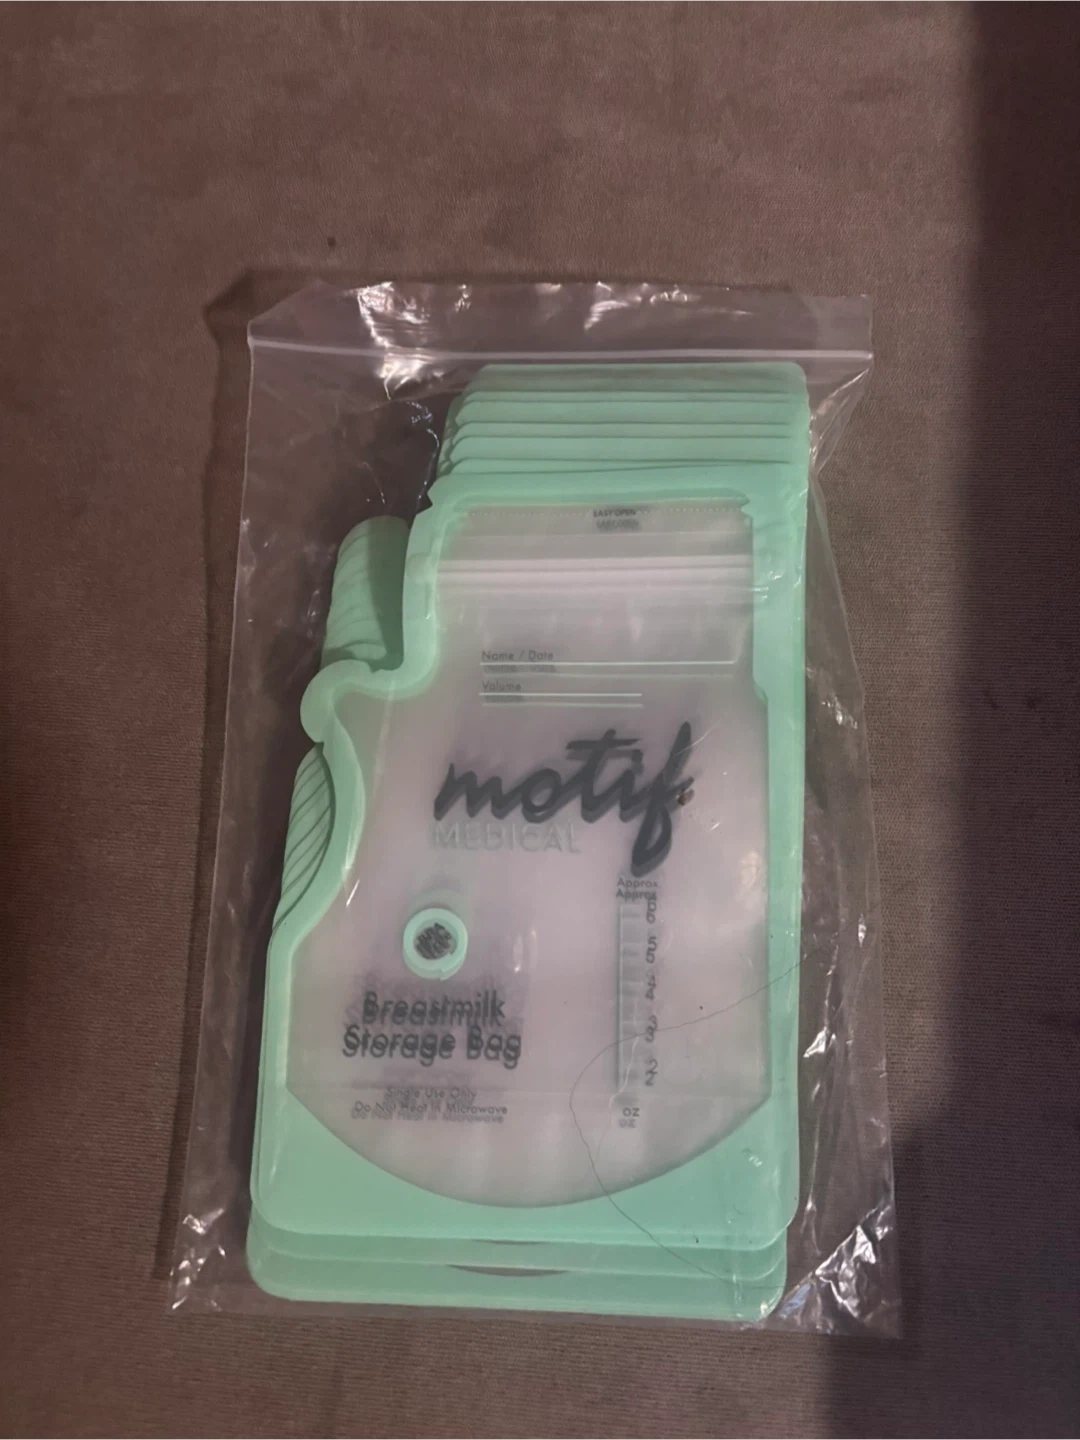 EASY OPEN
Name / Date
Volume
motif
MEDICAL
Approx
6
5
4
3
2
OZ
Breastmilk
Storage Bag
Single Use Only
Do Not Heat in Microwave